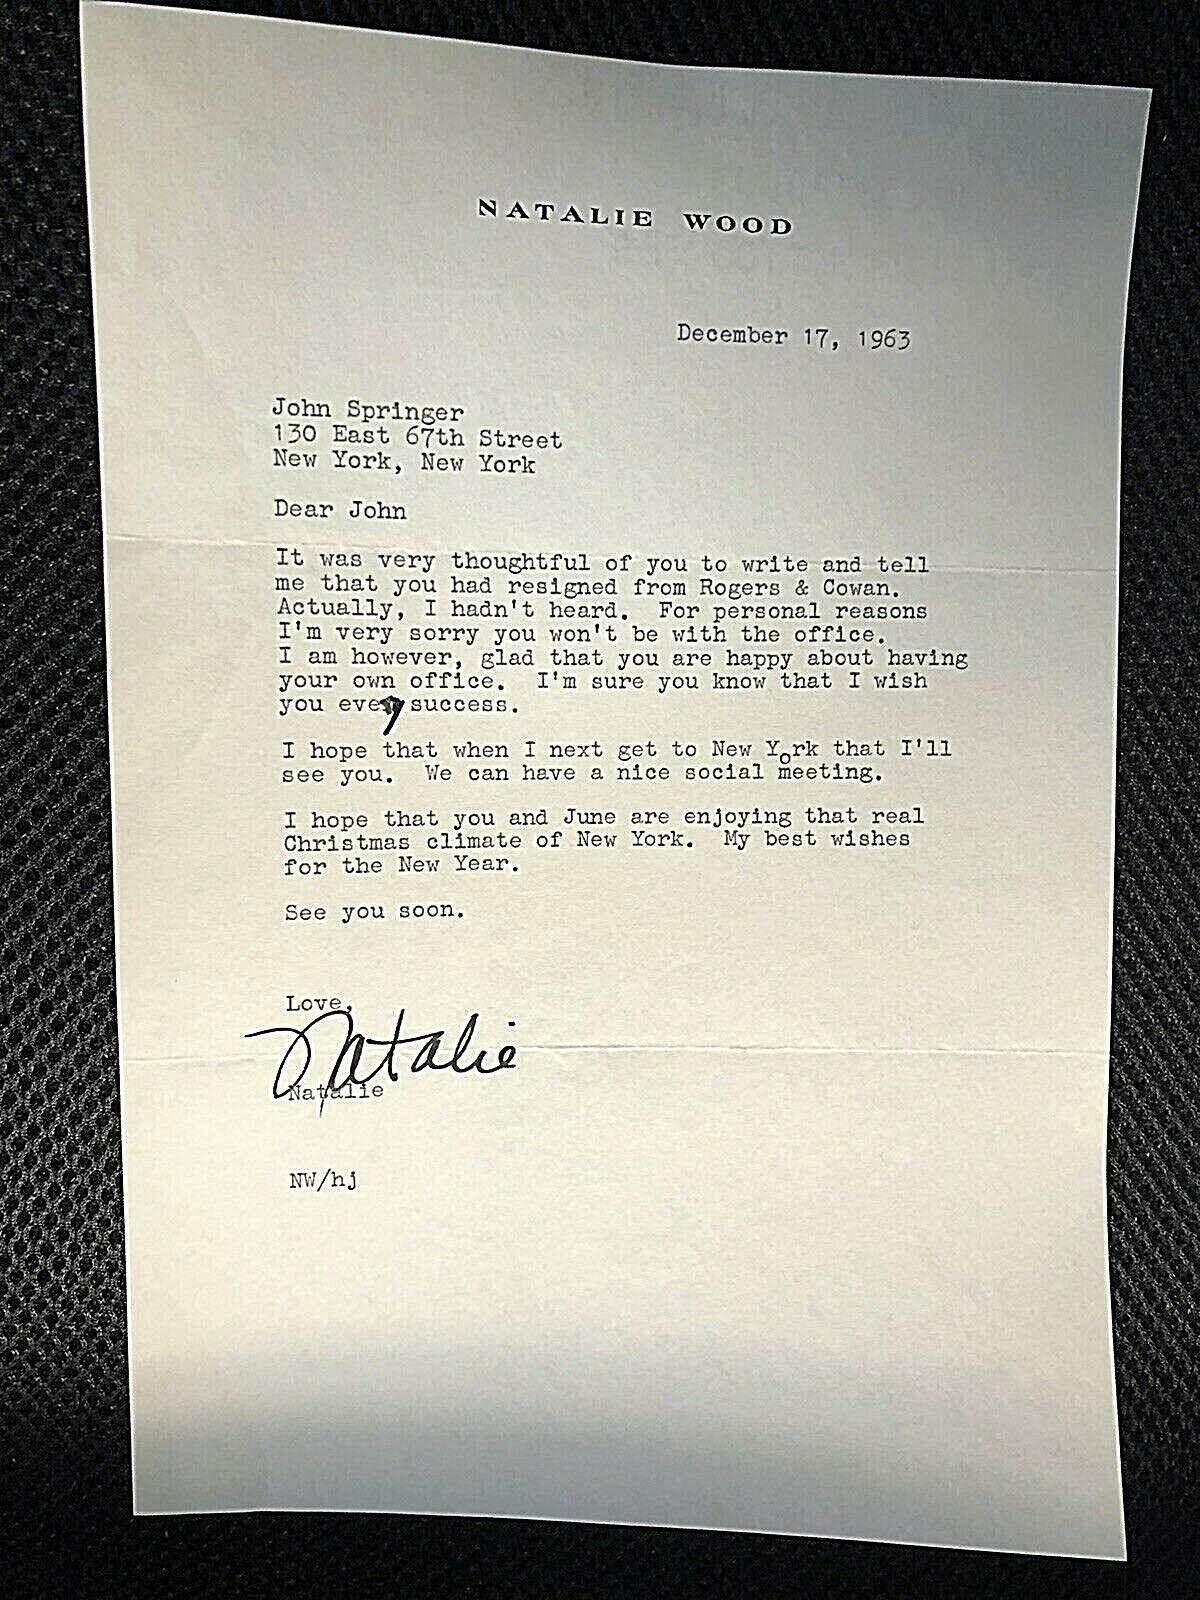 NATALIE WOOD
December 17, 1963
John Springer
130 East 67th Street
New York, New York
Dear John
It was very thoughtful of you to write and tell
me that you had resigned from Rogers & Cowan.
Actually, I hadn't heard. For personal reasons
I'm very sorry you won't be with the office.
I am however, glad that you are happy about having
your own office. I'm sure you know that I wish
you every success.
I hope that when I next get to New York that I'll
see you. We can have a nice social meeting.
I hope that you and June are enjoying that real
Christmas climate of New York. My best wishes
for the New Year.
See you soon.
Love,
Natalie
Natalie
NW/hj